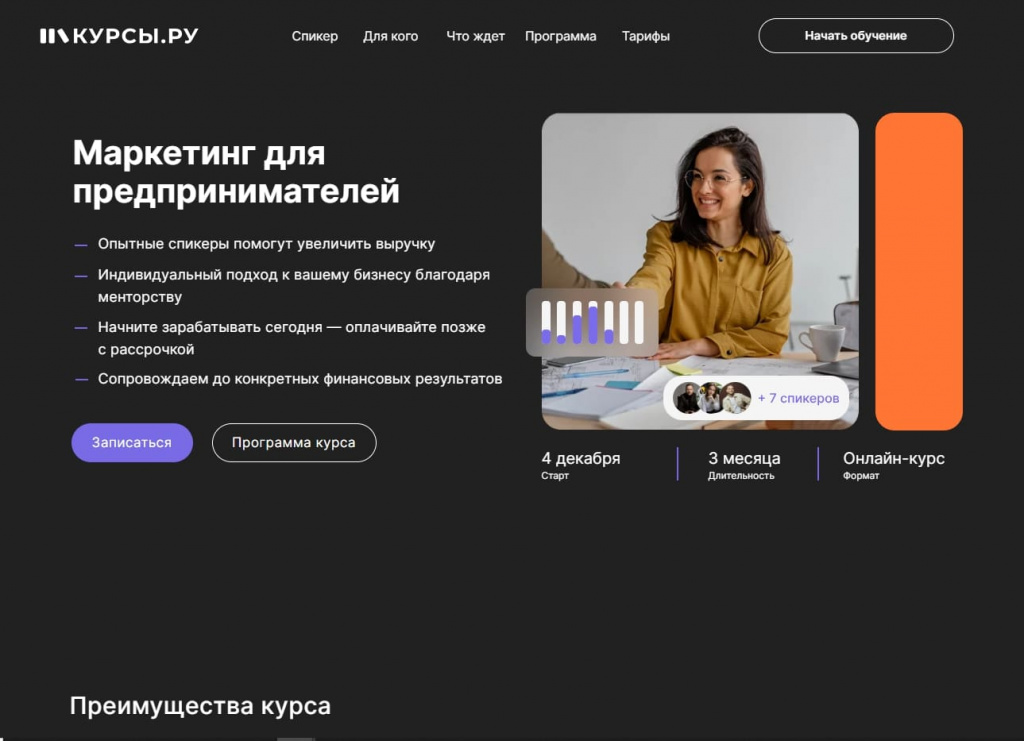 КУРСЫ.РУ
Спикер
Для кого
Что ждет
Программа
Тарифы
Начать обучение
Маркетинг для
предпринимателей
— Опытные спикеры помогут увеличить выручку
— Индивидуальный подход к вашему бизнесу благодаря
менторству
— Начните зарабатывать сегодня — оплачивайте позже
с рассрочкой
— Сопровождаем до конкретных финансовых результатов
Записаться
Программа курса
+ 7 спикеров
4 декабря
Старт
3 месяца
Длительность
Онлайн-курс
Формат
Преимущества курса